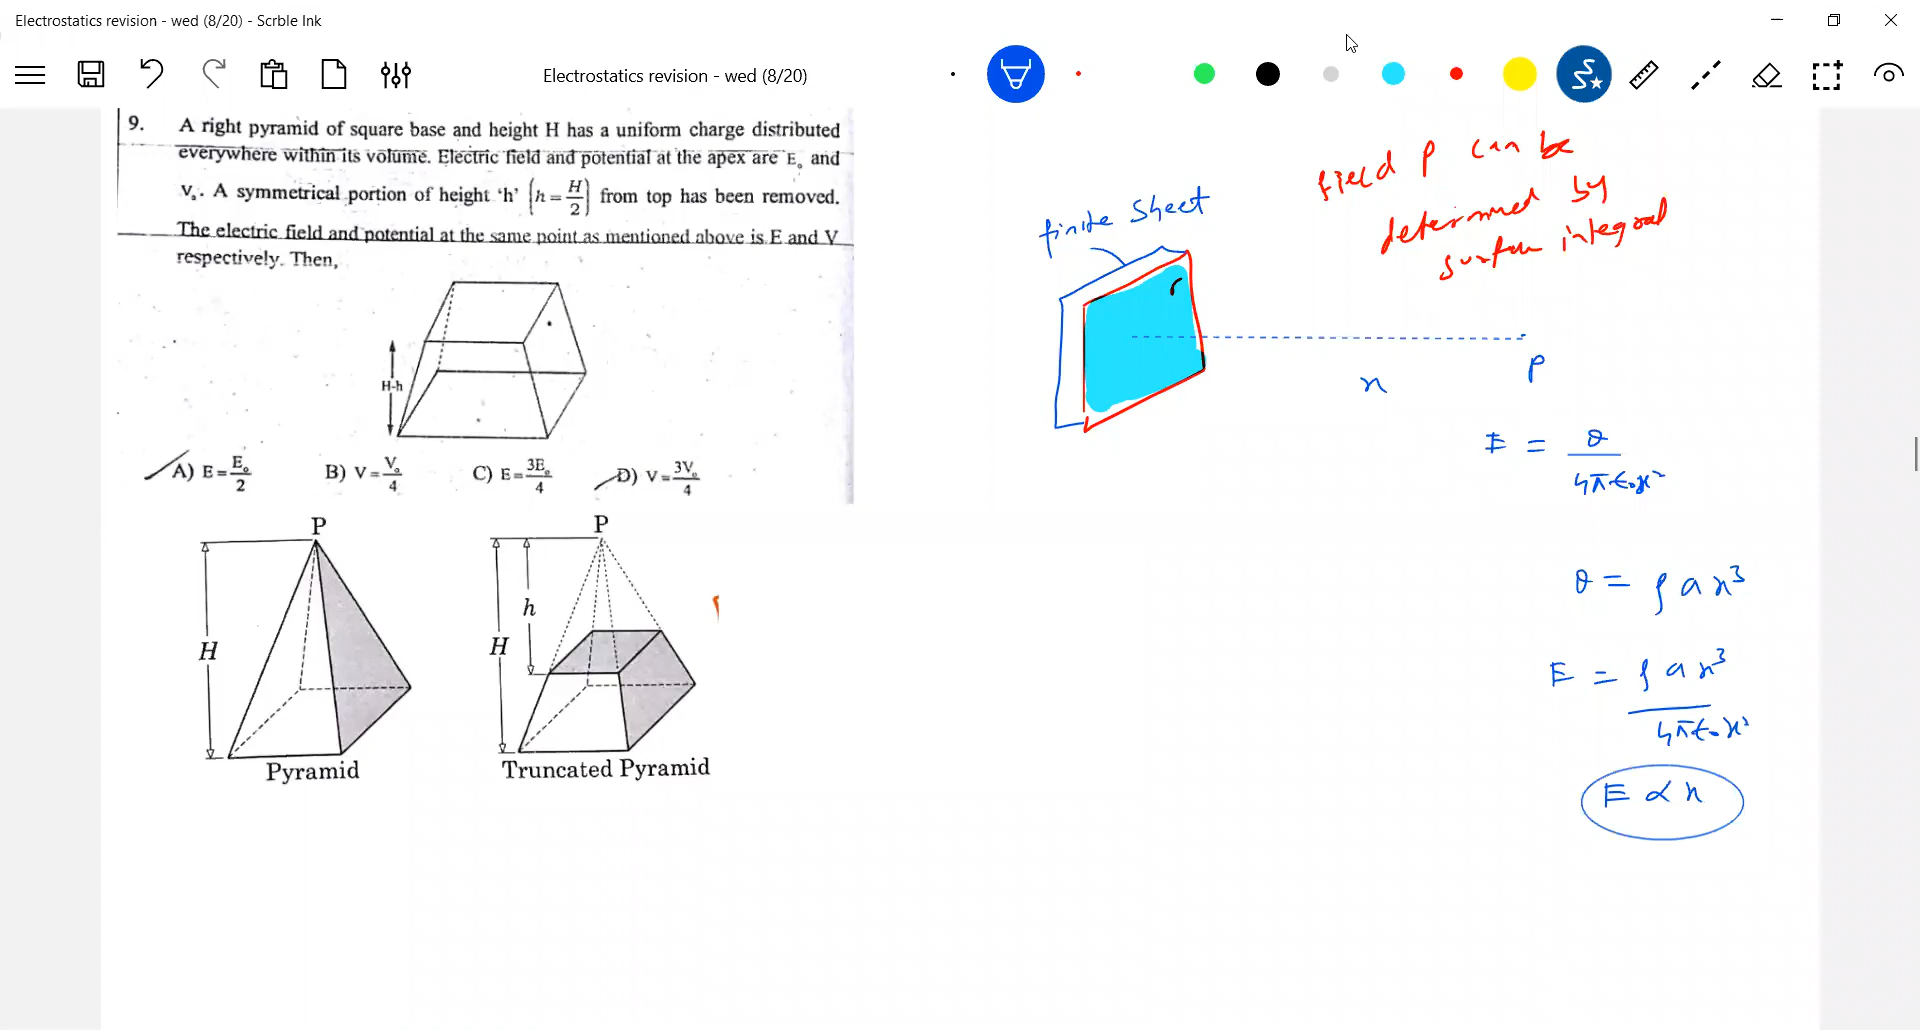 Electrostatics revision - wed (8/20) - Scrble Ink
Electrostatics revision - wed (8/20)
9. A right pyramid of square base and height H has a uniform charge distributed
everywhere within its volume. Electric field and potential at the apex are E₀ and
V₀. A symmetrical portion of height 'h' (h = H/2) from top has been removed.
The electric field and potential at the same point as mentioned above is E and V
respectively. Then,
H-h
A) E = E₀/2 B) V = V₀/4 C) E = 3E₀/4 D) V = 3V₀/4
P
H
Pyramid
P
h
H
Truncated Pyramid
finite sheet
field P can be
determined by
surface integral
x
P
E = Q/4πε₀x²
Q = ρ a x³
E = ρ a x³/4πε₀x²
E ∝ x